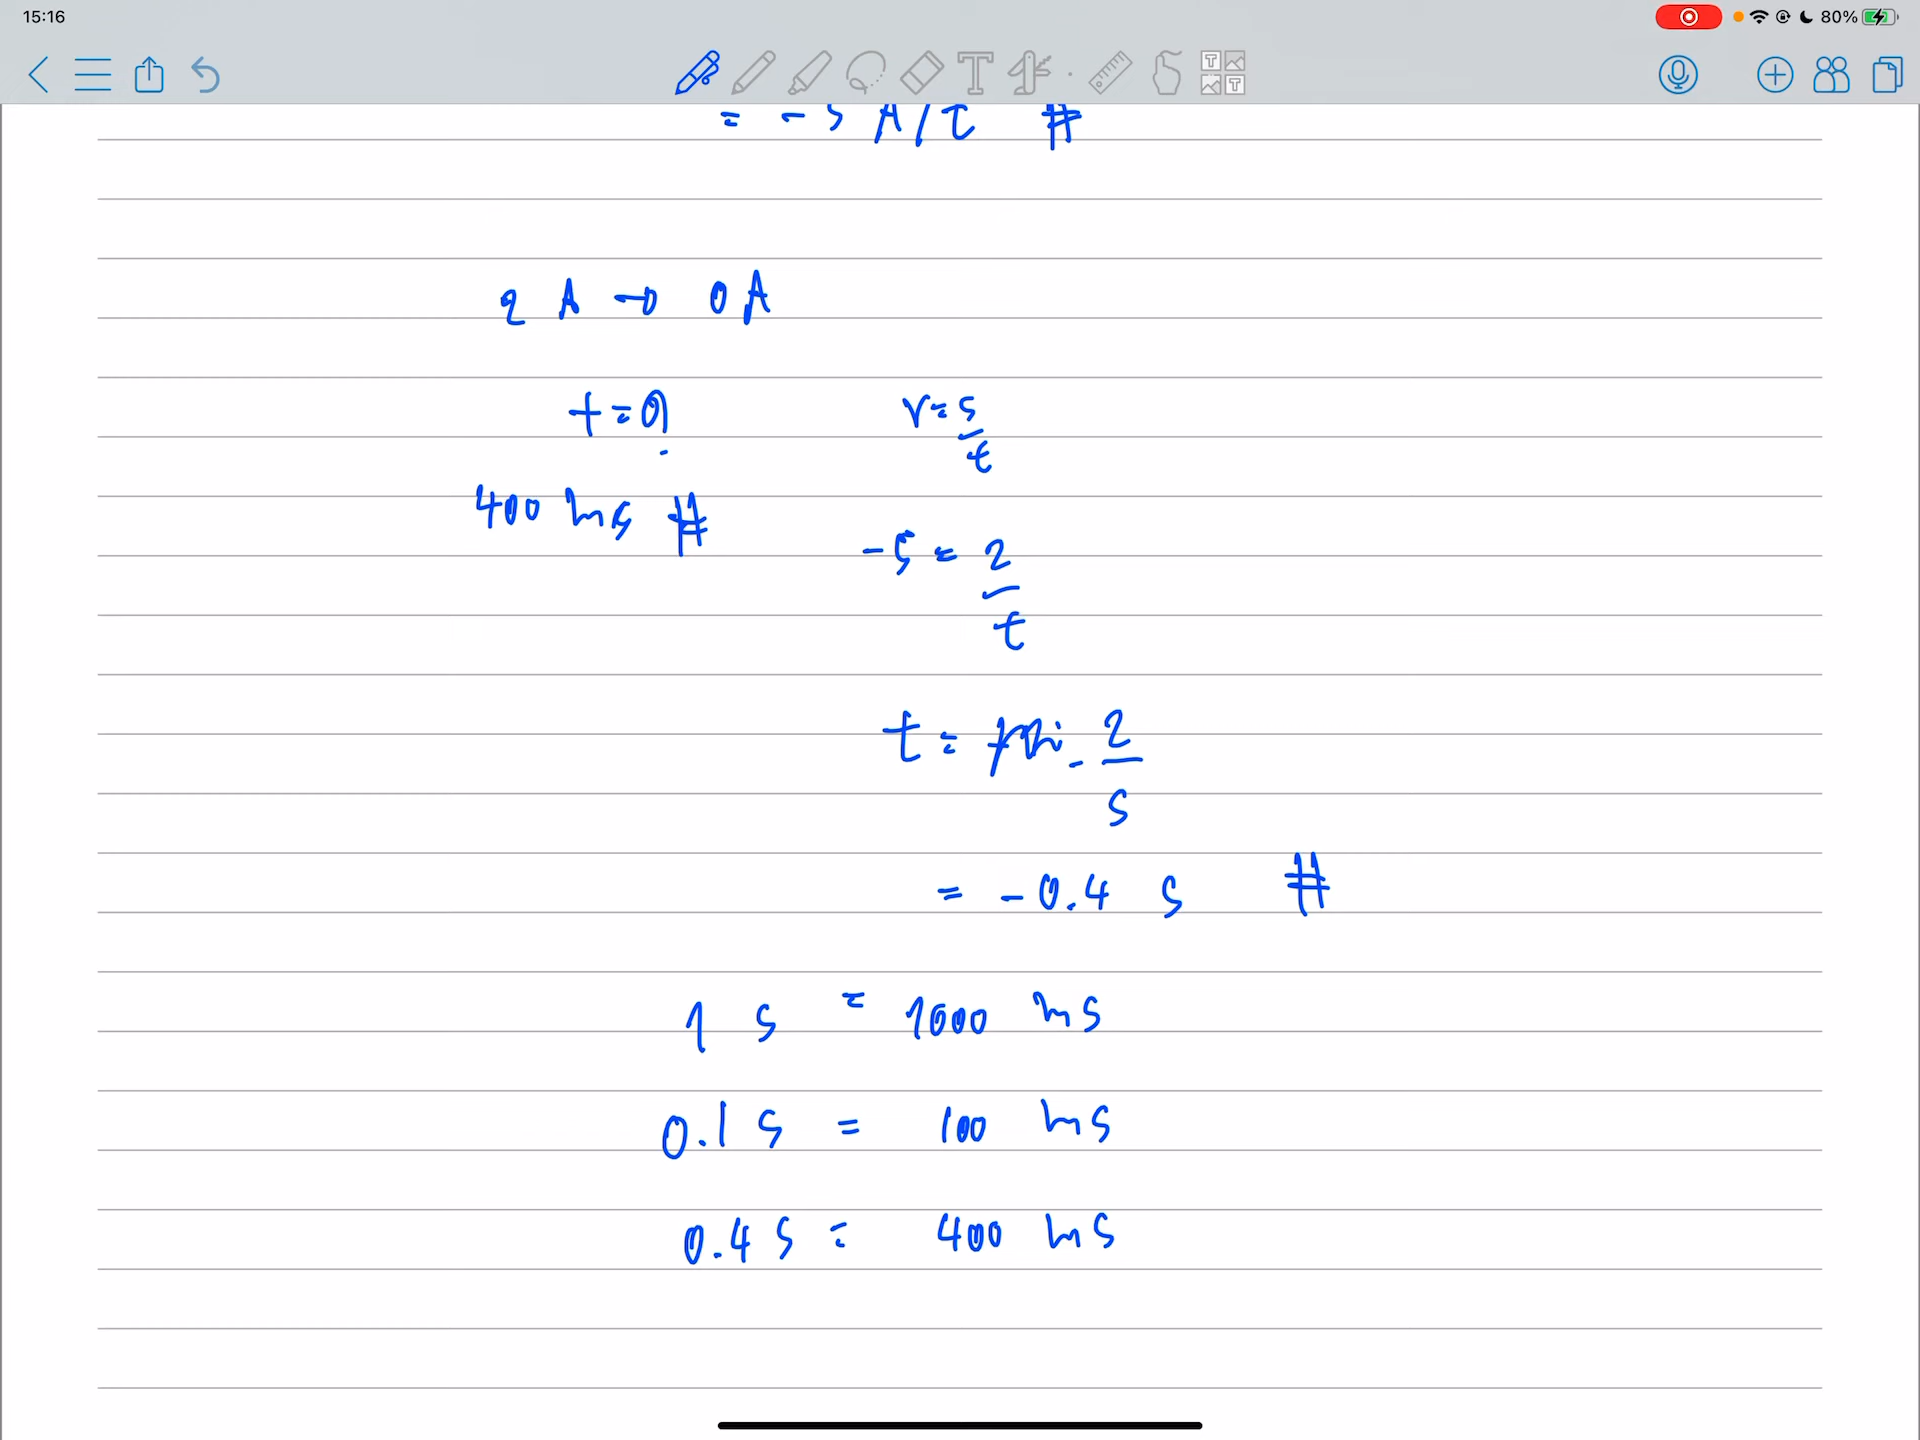 15:16
80%
= - 5 A/t #
2 A → 0 A
t = 0 v = s/t
400 ms #
-5 = 2/t
t = - 2/5
= -0.4 s #
1 s = 1000 ms
0.1 s = 100 ms
0.4 s = 400 ms